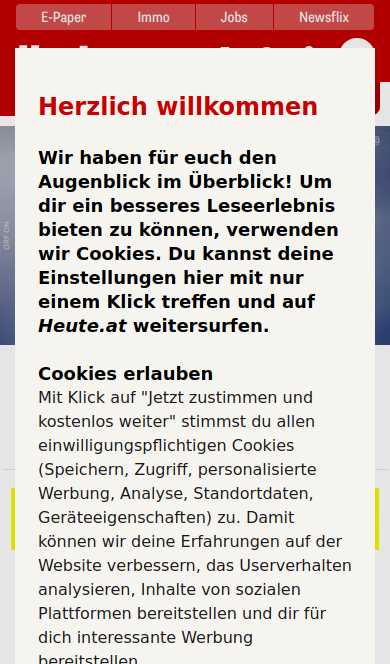 E-Paper Immo Jobs Newsflix
Herzlich willkommen
Wir haben für euch den
Augenblick im Überblick! Um
dir ein besseres Leseerlebnis
bieten zu können, verwenden
wir Cookies. Du kannst deine
Einstellungen hier mit nur
einem Klick treffen und auf
Heute.at weitersurfen.
Cookies erlauben
Mit Klick auf "Jetzt zustimmen und
kostenlos weiter" stimmst du allen
einwilligungspflichtigen Cookies
(Speichern, Zugriff, personalisierte
Werbung, Analyse, Standortdaten,
Geräteeigenschaften) zu. Damit
können wir deine Erfahrungen auf der
Website verbessern, das Userverhalten
analysieren, Inhalte von sozialen
Plattformen bereitstellen und dir für
dich interessante Werbung
bereitstellen.